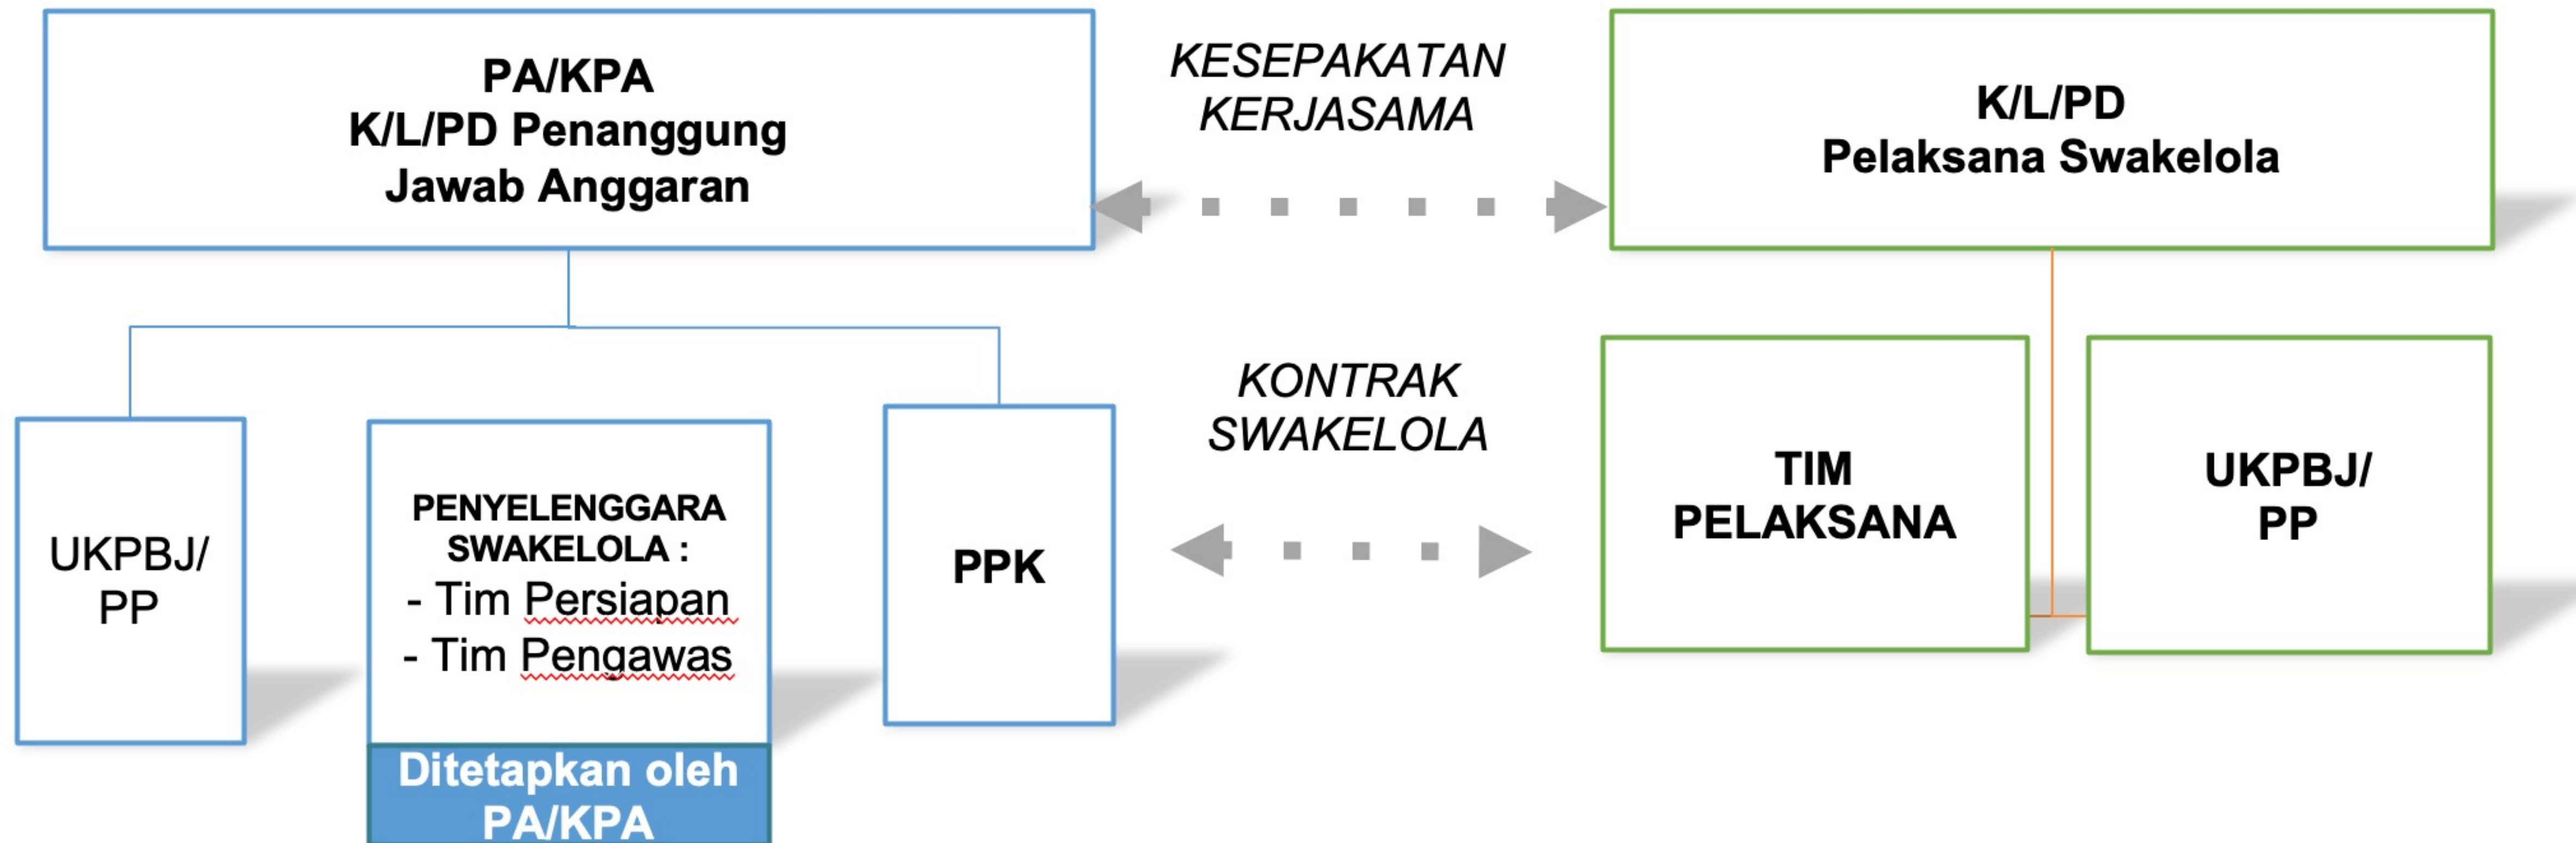 PA/KPA
K/L/PD Penanggung
Jawab Anggaran
KESEPAKATAN
KERJASAMA
K/L/PD
Pelaksana Swakelola
UKPBJ/
PP
PENYELENGGARA
SWAKELOLA :
- Tim Persiapan
- Tim Pengawas
Ditetapkan oleh
PA/KPA
PPK
KONTRAK
SWAKELOLA
TIM
PELAKSANA
UKPBJ/
PP